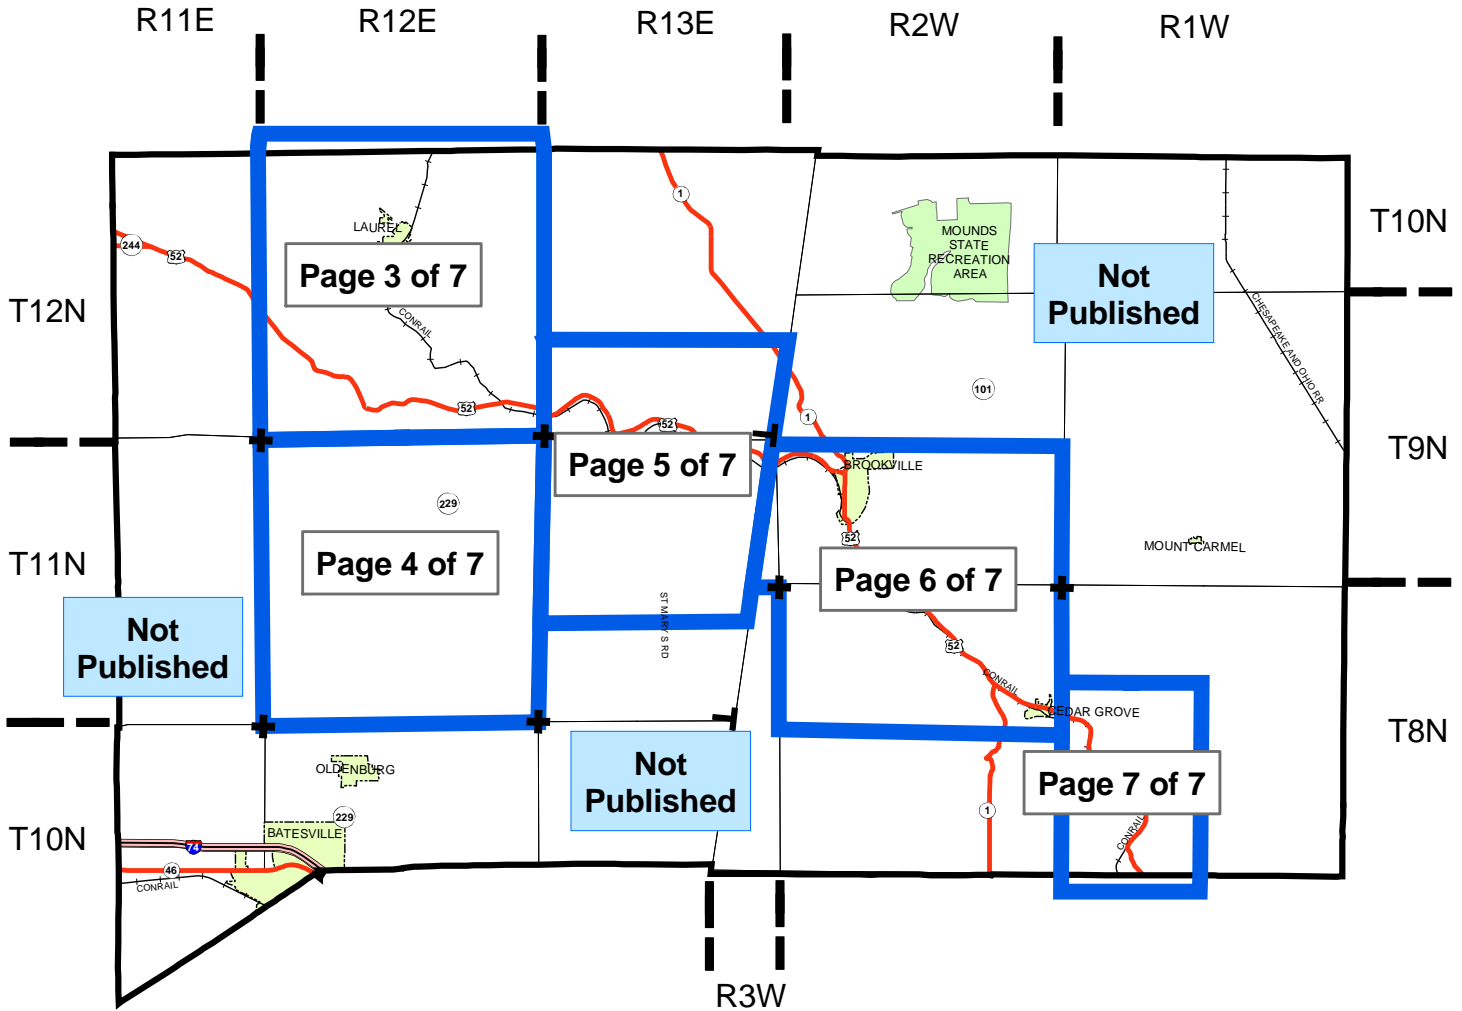 R11E
R12E
R13E
R2W
R1W
T10N
T12N
T9N
T11N
T8N
T10N
R3W
244
52
LAUREL
Page 3 of 7
CONRAIL
52
1
MOUNDS
STATE
RECREATION
AREA
Not
Published
CHESAPEAKE AND OHIO RR
101
1
52
Page 5 of 7
BROOKVILLE
229
Page 4 of 7
52
MOUNT CARMEL
Page 6 of 7
ST MARY S RD
Not
Published
52
CONRAIL
CEDAR GROVE
OLDENBURG
Not
Published
Page 7 of 7
229
BATESVILLE
74
46
CONRAIL
1
CONRAIL